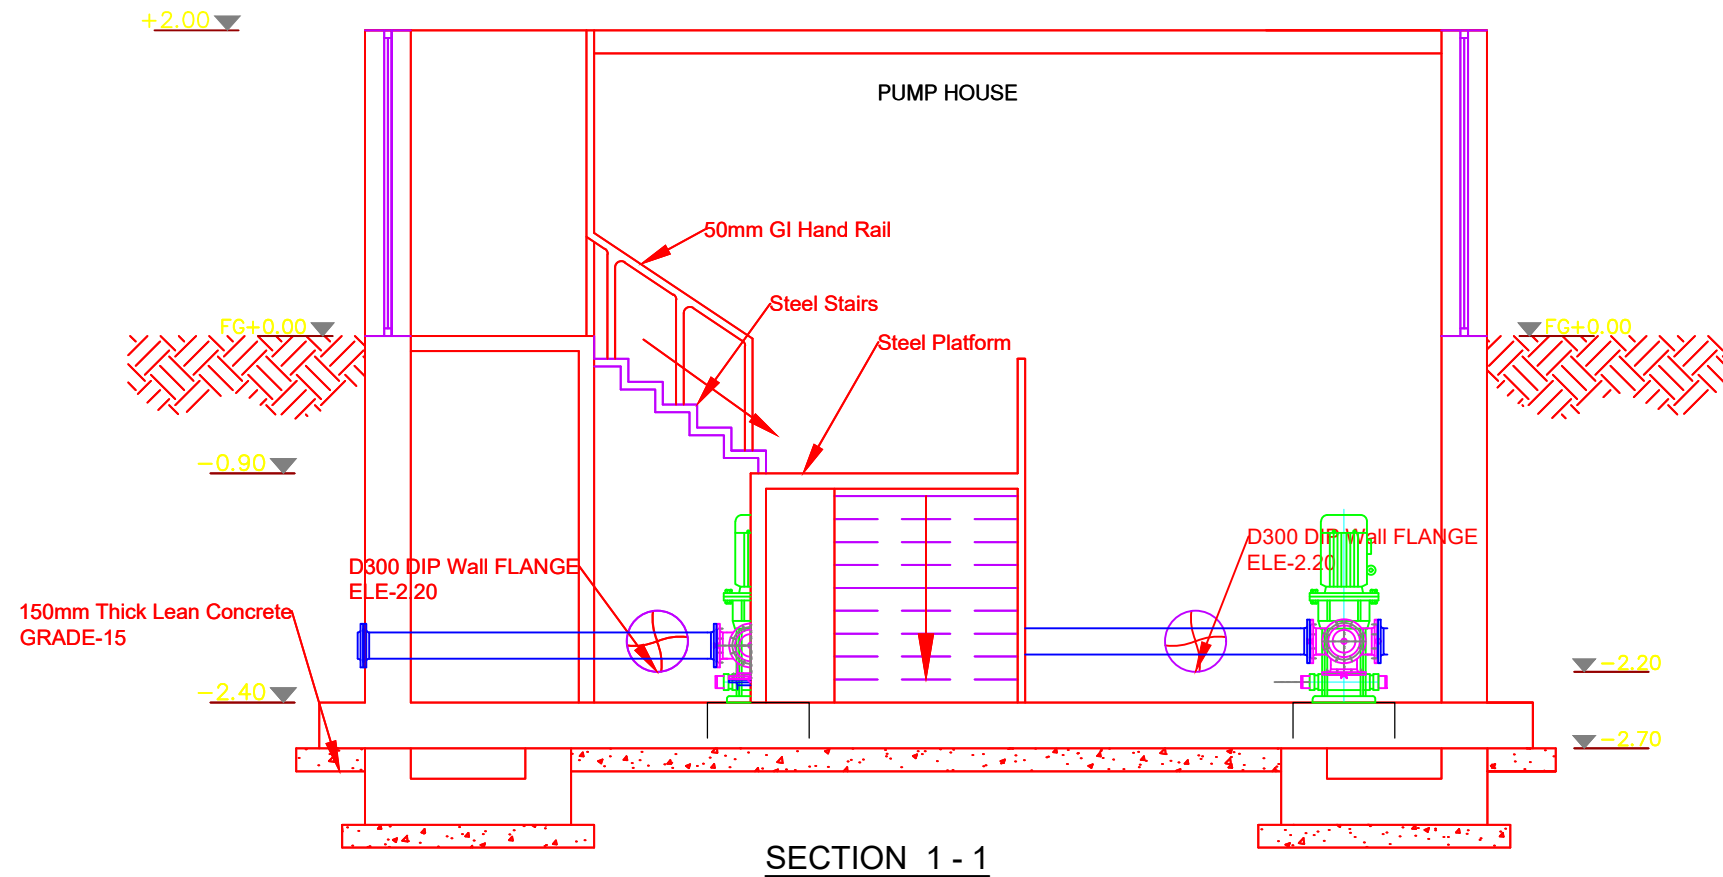 +2.00
PUMP HOUSE
50mm GI Hand Rail
Steel Stairs
FG+0.00
FG+0.00
Steel Platform
-0.90
D300 DIP Wall FLANGE
ELE-2.20
D300 DIP Wall FLANGE
ELE-2.20
150mm Thick Lean Concrete
GRADE-15
-2.20
-2.40
-2.70
SECTION 1 - 1